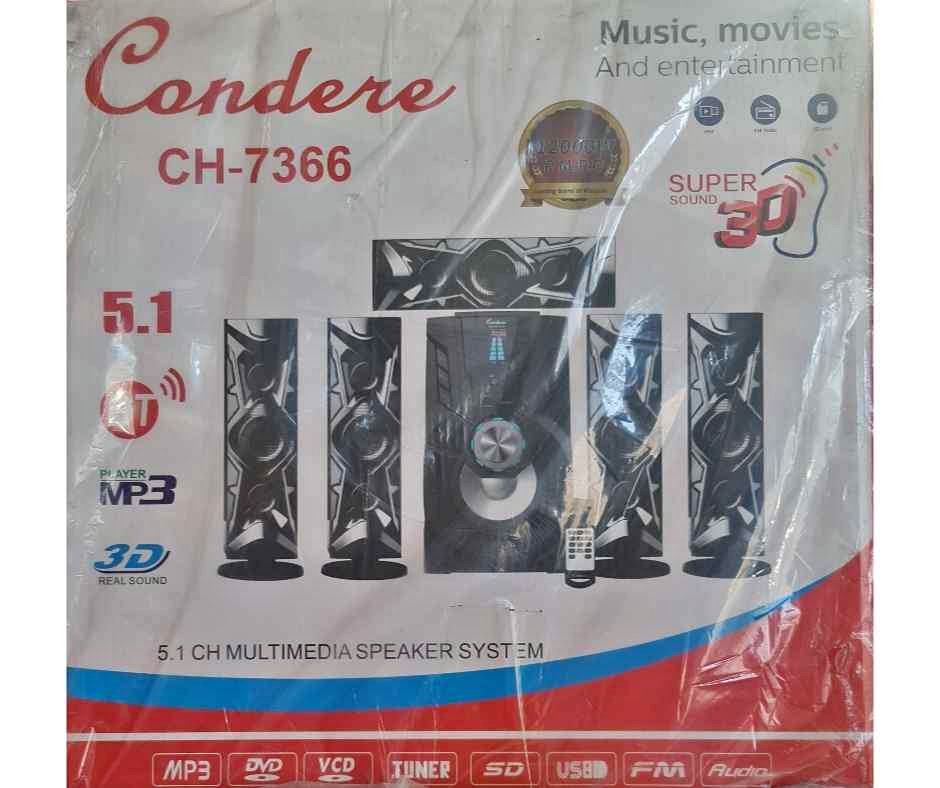 Condere
CH-7366
Music, movies
And entertainment
SUPER
SOUND
3D
5.1
PLAYER
MP3
3D
REAL SOUND
Condere
5.1 CH MULTIMEDIA SPEAKER SYSTEM
MP3 DVD VCD TUNER SD USB FM Audio